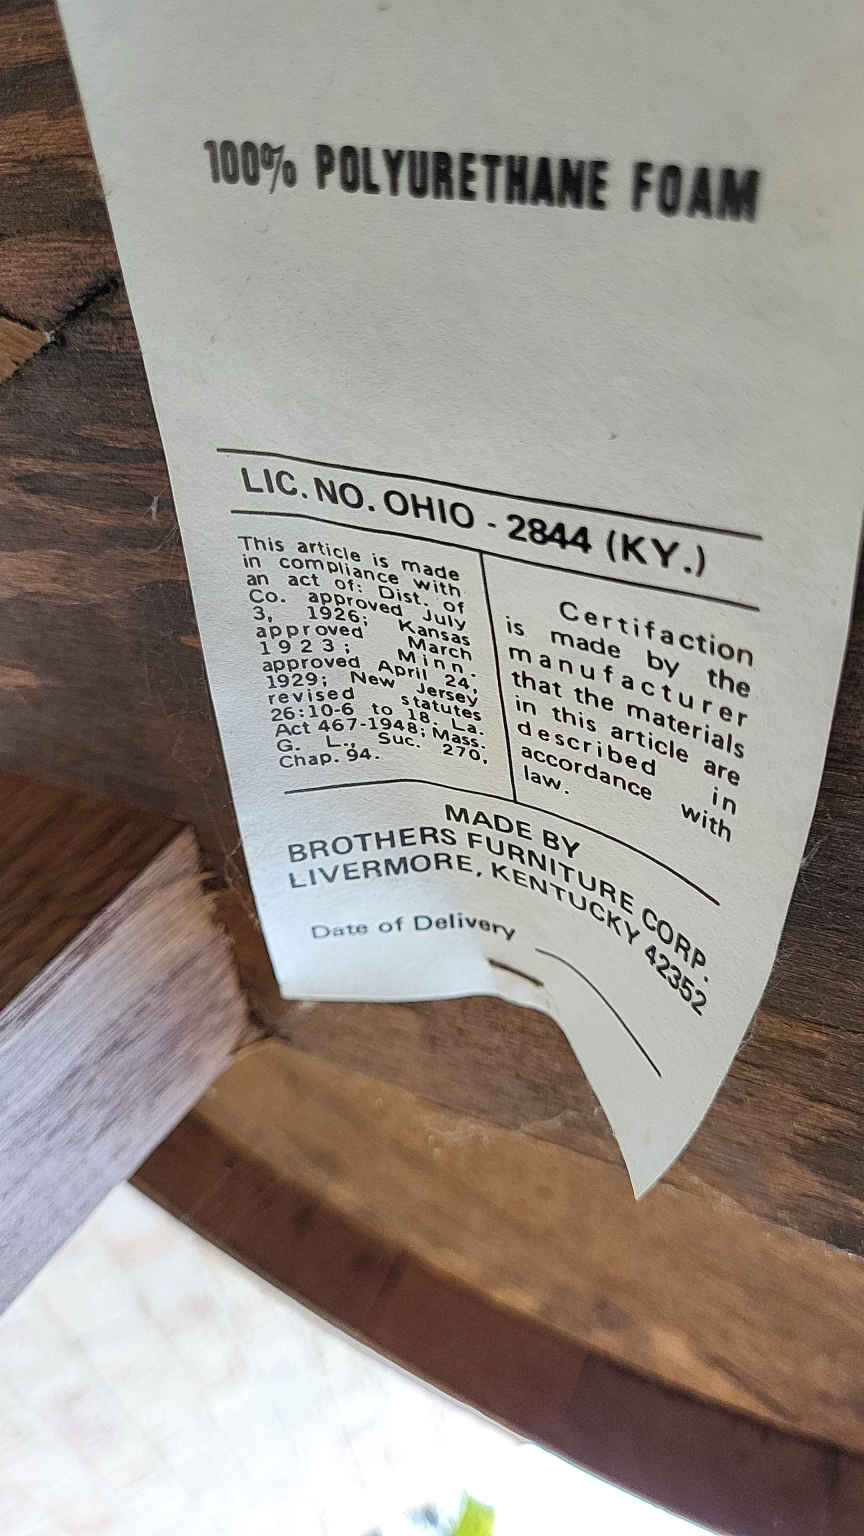 100% POLYURETHANE FOAM
LIC. NO. OHIO - 2844 (KY.)
This article is made
in compliance with
an act of: Dist. of
Co. approved July
3, 1926; Kansas
approved March
1923; Minn.
approved April 24,
1929; New Jersey
revised statutes
26:10-6 to 18. La.
Act 467-1948; Mass.
G. L., Suc. 270,
Chap. 94.
Certifaction
is made by the
manufacturer
that the materials
in this article are
described in
accordance with
law.
MADE BY
BROTHERS FURNITURE CORP.
LIVERMORE, KENTUCKY 42352
Date of Delivery